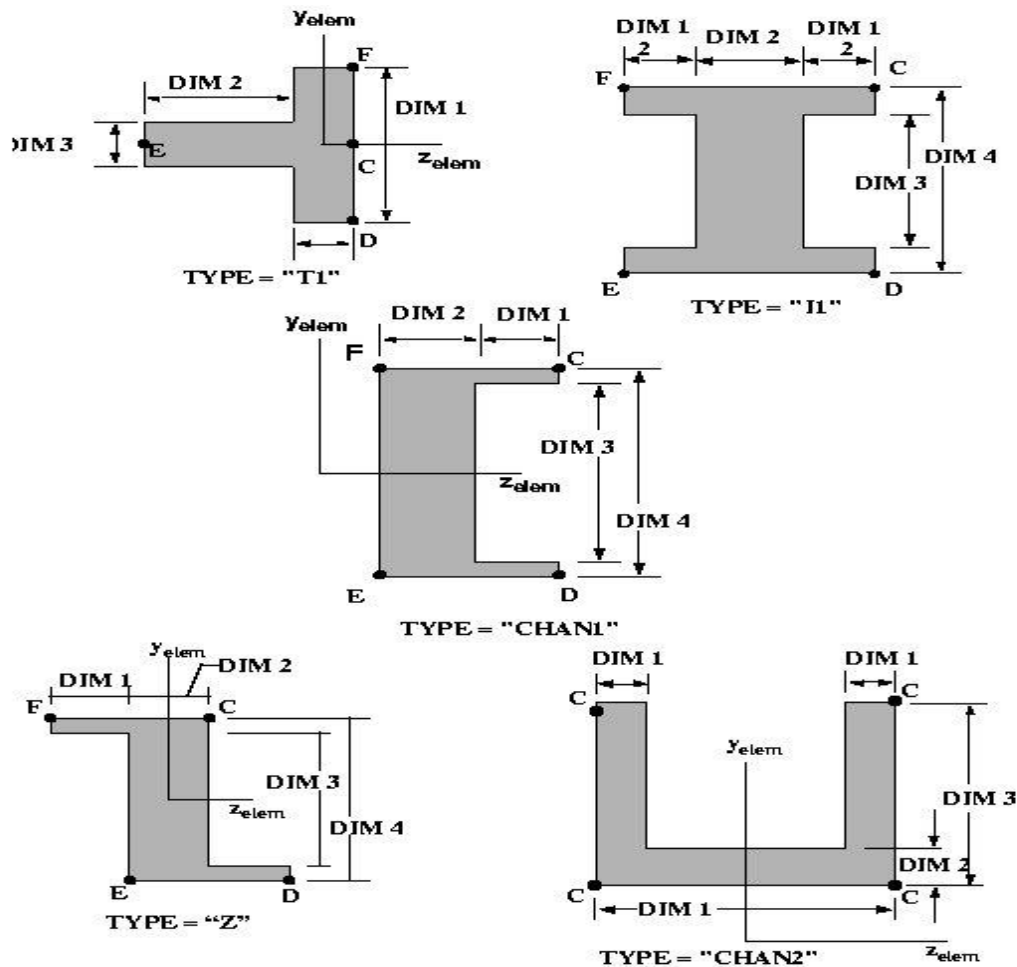 yelem
F
DIM 2
DIM 1
DIM 3
E
C
zelem
D
TYPE = "T1"
DIM 1
2
DIM 2
DIM 1
2
F
C
DIM 3
DIM 4
E
D
TYPE = "I1"
yelem
DIM 2
DIM 1
F
C
DIM 3
zelem
DIM 4
E
D
TYPE = "CHAN1"
yelem
DIM 2
DIM 1
F
C
DIM 3
zelem
DIM 4
E
D
TYPE = “Z”
DIM 1
DIM 1
C
C
yelem
DIM 3
DIM 2
C
C
DIM 1
TYPE = "CHAN2"
zelem